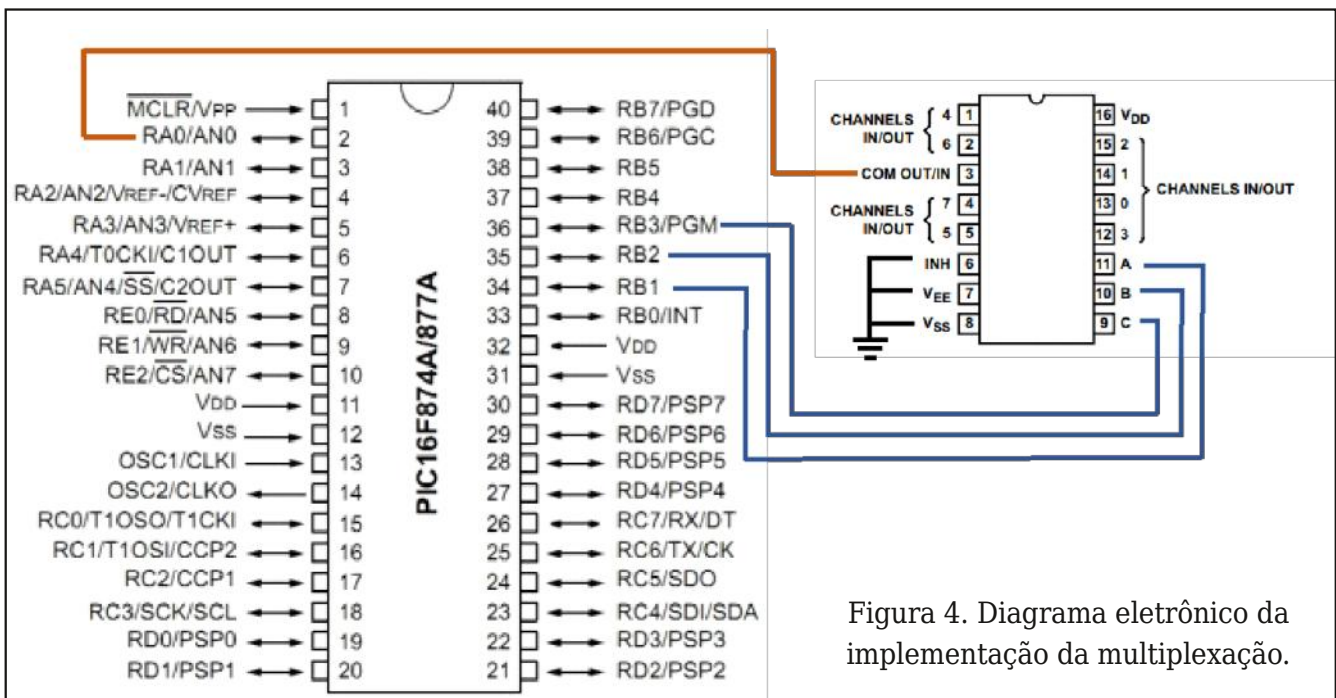 MCLR/VPP 1
RA0/AN0 2
RA1/AN1 3
RA2/AN2/VREF-/CVREF 4
RA3/AN3/VREF+ 5
RA4/T0CKI/C1OUT 6
RA5/AN4/SS/C2OUT 7
RE0/RD/AN5 8
RE1/WR/AN6 9
RE2/CS/AN7 10
VDD 11
VSS 12
OSC1/CLKI 13
OSC2/CLKO 14
RC0/T1OSO/T1CKI 15
RC1/T1OSI/CCP2 16
RC2/CCP1 17
RC3/SCK/SCL 18
RD0/PSP0 19
RD1/PSP1 20
PIC16F874A/877A
40 RB7/PGD
39 RB6/PGC
38 RB5
37 RB4
36 RB3/PGM
35 RB2
34 RB1
33 RB0/INT
32 VDD
31 VSS
30 RD7/PSP7
29 RD6/PSP6
28 RD5/PSP5
27 RD4/PSP4
26 RC7/RX/DT
25 RC6/TX/CK
24 RC5/SDO
23 RC4/SDI/SDA
22 RD3/PSP3
21 RD2/PSP2
CHANNELS
IN/OUT
4 1
6 2
COM OUT/IN 3
CHANNELS
IN/OUT
7 4
5 5
INH 6
VEE 7
VSS 8
16 VDD
15 2
14 1
13 0
12 3
CHANNELS IN/OUT
11 A
10 B
9 C
Figura 4. Diagrama eletrônico da
implementação da multiplexação.